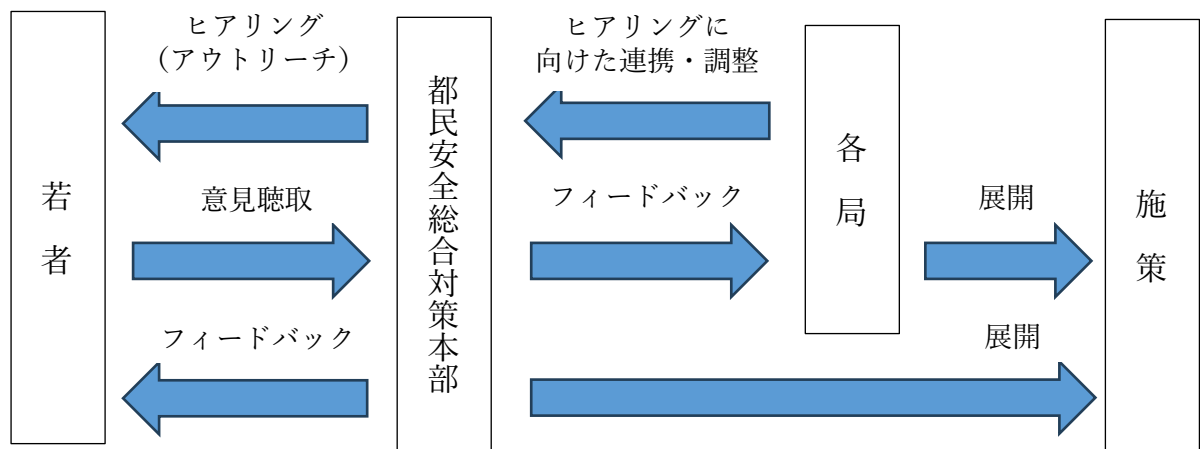 ヒアリング
(アウトリーチ)
ヒアリングに
向けた連携・調整
若者
都民安全総合対策本部
各局
施策
意見聴取
フィードバック
展開
フィードバック
展開